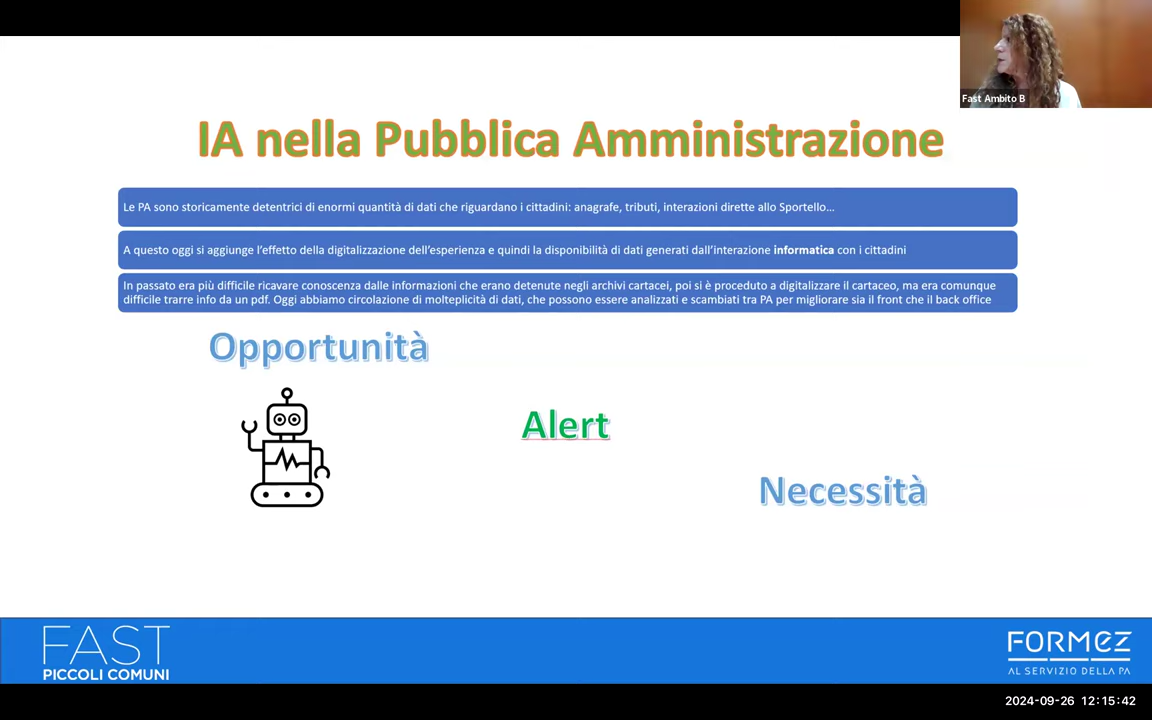 Fast Ambito B
IA nella Pubblica Amministrazione
Le PA sono storicamente detentrici di enormi quantità di dati che riguardano i cittadini: anagrafe, tributi, interazioni dirette allo Sportello…
A questo oggi si aggiunge l'effetto della digitalizzazione dell'esperienza e quindi la disponibilità di dati generati dall'interazione informatica con i cittadini
In passato era più difficile ricavare conoscenza dalle informazioni che erano detenute negli archivi cartacei, poi si è proceduto a digitalizzare il cartaceo, ma era comunque
difficile trarre info da un pdf. Oggi abbiamo circolazione di molteplicità di dati, che possono essere analizzati e scambiati tra PA per migliorare sia il front che il back office
Opportunità
Alert
Necessità
FAST
PICCOLI COMUNI
FORMEZ
AL SERVIZIO DELLA PA
2024-09-26 12:15:42